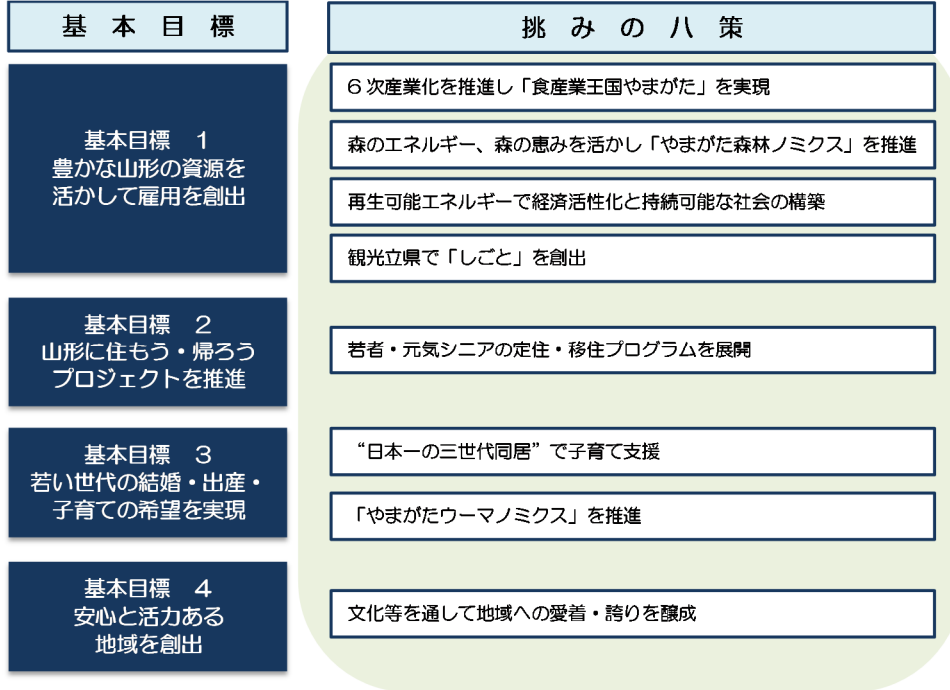 基本目標
挑みの八策
基本目標 1
豊かな山形の資源を
活かして雇用を創出
6次産業化を推進し「食産業王国やまがた」を実現
森のエネルギー、森の恵みを活かし「やまがた森林ノミクス」を推進
再生可能エネルギーで経済活性化と持続可能な社会の構築
観光立県で「しごと」を創出
基本目標 2
山形に住もう・帰ろう
プロジェクトを推進
若者・元気シニアの定住・移住プログラムを展開
基本目標 3
若い世代の結婚・出産・
子育ての希望を実現
“日本一の三世代同居”で子育て支援
「やまがたウーマノミクス」を推進
基本目標 4
安心と活力ある
地域を創出
文化等を通して地域への愛着・誇りを醸成